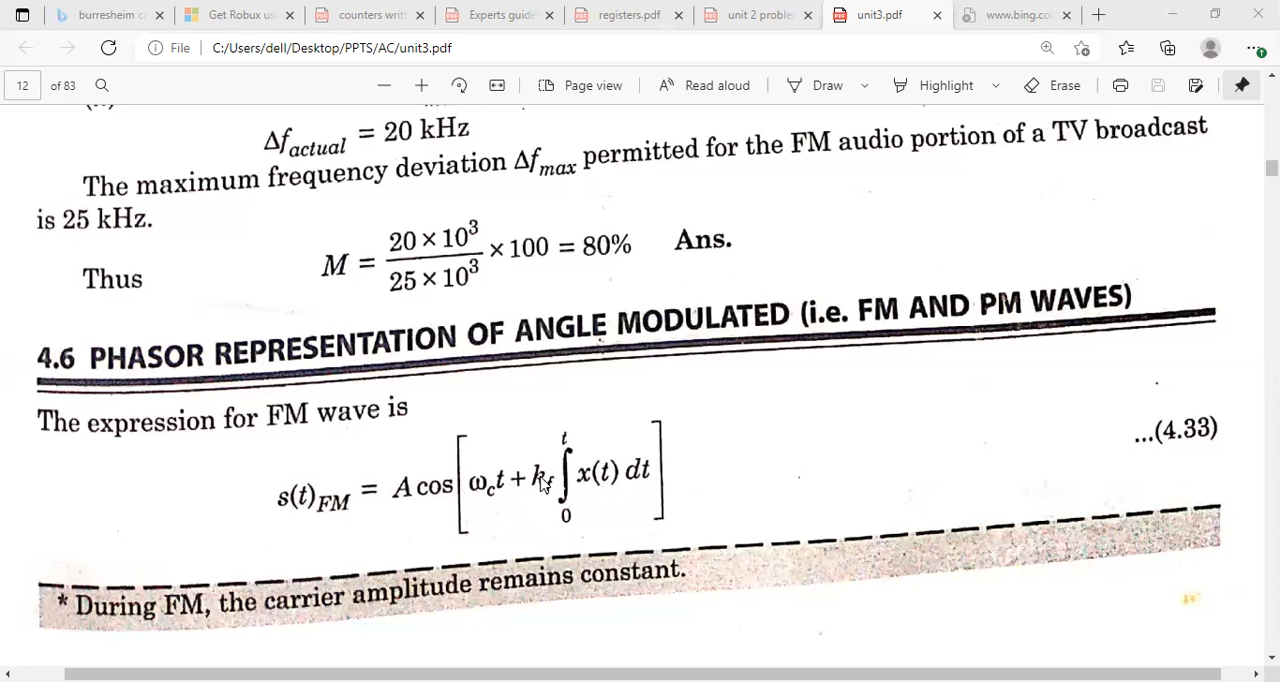 burresheim c
Get Robux us
counters writ
Experts guide
registers.pdf
unit 2 proble
unit3.pdf
www.bing.co
File | C:/Users/dell/Desktop/PPTS/AC/unit3.pdf
12 of 83
Page view
Read aloud
Draw
Highlight
Erase
Δf_actual = 20 kHz
The maximum frequency deviation Δf_max permitted for the FM audio portion of a TV broadcast
is 25 kHz.
Thus M = (20 × 10³)/(25 × 10³) × 100 = 80% Ans.
4.6 PHASOR REPRESENTATION OF ANGLE MODULATED (i.e. FM AND PM WAVES)
The expression for FM wave is
s(t)_FM = A cos [ω_c t + k_f ∫₀ᵗ x(t) dt] ...(4.33)
* During FM, the carrier amplitude remains constant.